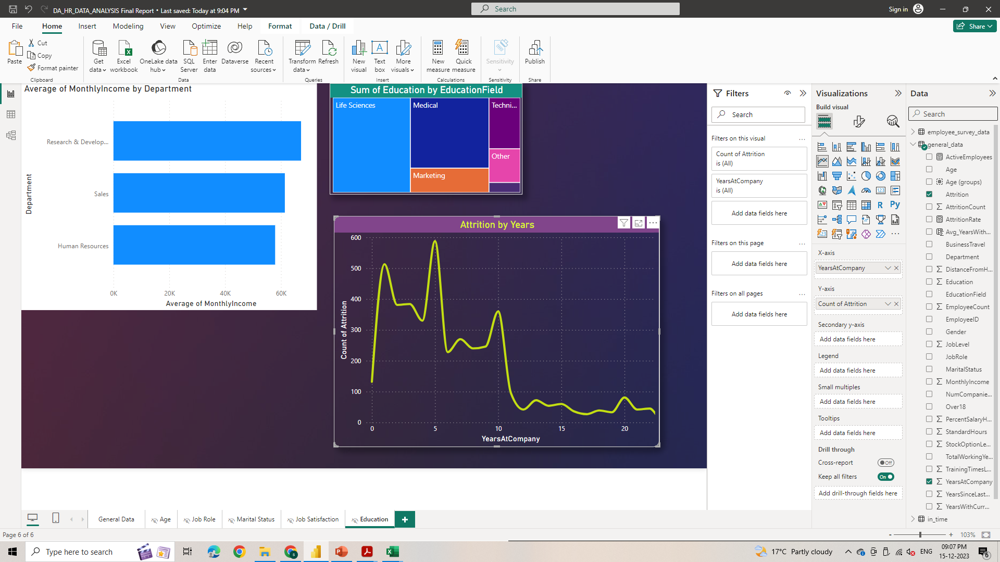 DA_HR_DATA_ANALYSIS Final Report • Last saved: Today at 9:04 PM
Search
Sign in
File
Home
Insert
Modeling
View
Optimize
Help
Format
Data / Drill
Share
Paste
Cut
Copy
Format painter
Clipboard
Get data
Excel workbook
OneLake data hub
SQL Server
Enter data
Dataverse
Recent sources
Data
Transform data
Refresh
Queries
New visual
Text box
More visuals
Insert
New measure
Quick measure
Calculations
Sensitivity
Sensitivity
Publish
Share
Average of MonthlyIncome by Department
Department
Research & Develop...
Sales
Human Resources
0K
20K
40K
60K
Average of MonthlyIncome
Sum of Education by EducationField
Life Sciences
Medical
Marketing
Techni...
Other
Attrition by Years
Count of Attrition
600
500
400
300
200
100
0
0
5
10
15
20
YearsAtCompany
Filters
Search
Filters on this visual
Count of Attrition
is (All)
YearsAtCompany
is (All)
Add data fields here
Filters on this page
Add data fields here
Filters on all pages
Add data fields here
Visualizations
Build visual
R
Py
123
123
X-axis
YearsAtCompany
Y-axis
Count of Attrition
Secondary y-axis
Add data fields here
Legend
Add data fields here
Small multiples
Add data fields here
Tooltips
Add data fields here
Drill through
Cross-report
Off
Keep all filters
On
Add drill-through fields here
Data
Search
employee_survey_data
general_data
ActiveEmployees
Age
Age (groups)
Attrition
AttritionCount
AttritionRate
Avg_YearsWith...
BusinessTravel
Department
DistanceFromH...
Education
EducationField
EmployeeCount
EmployeeID
Gender
JobLevel
JobRole
MaritalStatus
MonthlyIncome
NumCompanie...
Over18
PercentSalaryH...
StandardHours
StockOptionLe...
TotalWorkingYe...
TrainingTimesL...
YearsAtCompany
YearsSinceLast...
YearsWithCurr...
in_time
General Data
Age
Job Role
Marital Status
Job Satisfaction
Education
Page 6 of 6
- + 103%
Type here to search
17°C Partly cloudy
ENG
09:07 PM
15-12-2023
6